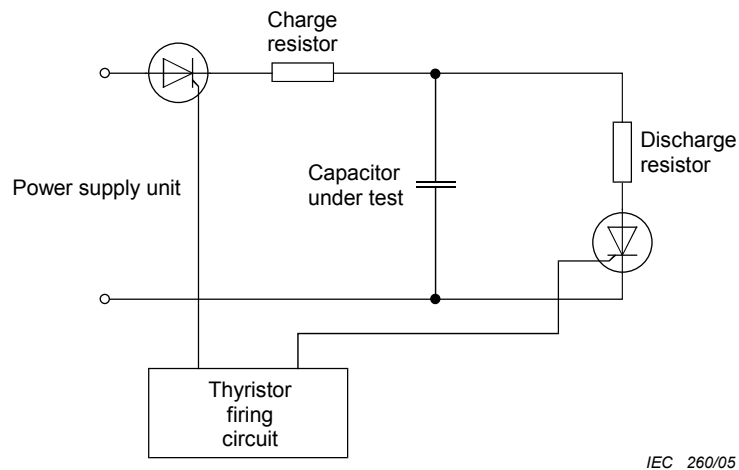 Charge
resistor
Discharge
resistor
Capacitor
under test
Power supply unit
Thyristor
firing
circuit
IEC 260/05